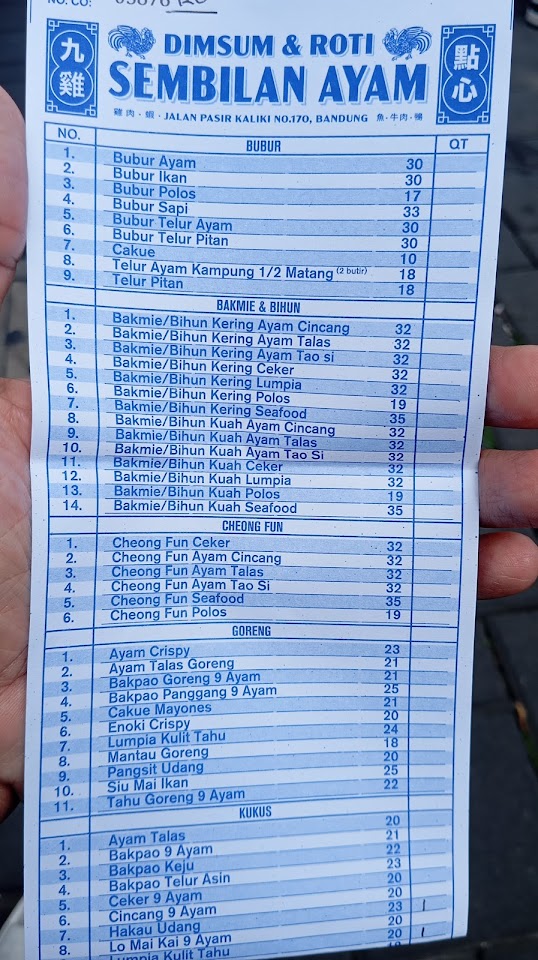 九雞
DIMSUM & ROTI
SEMBILAN AYAM
雞肉 · 蝦 · JALAN PASIR KALIKI NO.170, BANDUNG 魚 · 牛肉 · 鴨
點心
NO. BUBUR QT
1. Bubur Ayam 30
2. Bubur Ikan 30
3. Bubur Polos 17
4. Bubur Sapi 33
5. Bubur Telur Ayam 30
6. Bubur Telur Pitan 30
7. Cakue 10
8. Telur Ayam Kampung 1/2 Matang (2 butir) 18
9. Telur Pitan 18
BAKMIE & BIHUN
1. Bakmie/Bihun Kering Ayam Cincang 32
2. Bakmie/Bihun Kering Ayam Talas 32
3. Bakmie/Bihun Kering Ayam Tao si 32
4. Bakmie/Bihun Kering Ceker 32
5. Bakmie/Bihun Kering Lumpia 32
6. Bakmie/Bihun Kering Polos 19
7. Bakmie/Bihun Kering Seafood 35
8. Bakmie/Bihun Kuah Ayam Cincang 32
9. Bakmie/Bihun Kuah Ayam Talas 32
10. Bakmie/Bihun Kuah Ayam Tao Si 32
11. Bakmie/Bihun Kuah Ceker 32
12. Bakmie/Bihun Kuah Lumpia 32
13. Bakmie/Bihun Kuah Polos 19
14. Bakmie/Bihun Kuah Seafood 35
CHEONG FUN
1. Cheong Fun Ceker 32
2. Cheong Fun Ayam Cincang 32
3. Cheong Fun Ayam Talas 32
4. Cheong Fun Ayam Tao Si 32
5. Cheong Fun Seafood 35
6. Cheong Fun Polos 19
GORENG
1. Ayam Crispy 23
2. Ayam Talas Goreng 21
3. Bakpao Goreng 9 Ayam 21
4. Bakpao Panggang 9 Ayam 25
5. Cakue Mayones 21
6. Enoki Crispy 20
7. Lumpia Kulit Tahu 24
8. Mantau Goreng 18
9. Pangsit Udang 20
10. Siu Mai Ikan 25
11. Tahu Goreng 9 Ayam 22
KUKUS
1. Ayam Talas 20
2. Bakpao 9 Ayam 21
3. Bakpao Keju 22
4. Bakpao Telur Asin 23
5. Ceker 9 Ayam 20
6. Cincang 9 Ayam 20
7. Hakau Udang 23 1
8. Lo Mai Kai 9 Ayam 20 1
Lumpia Kulit Tahu